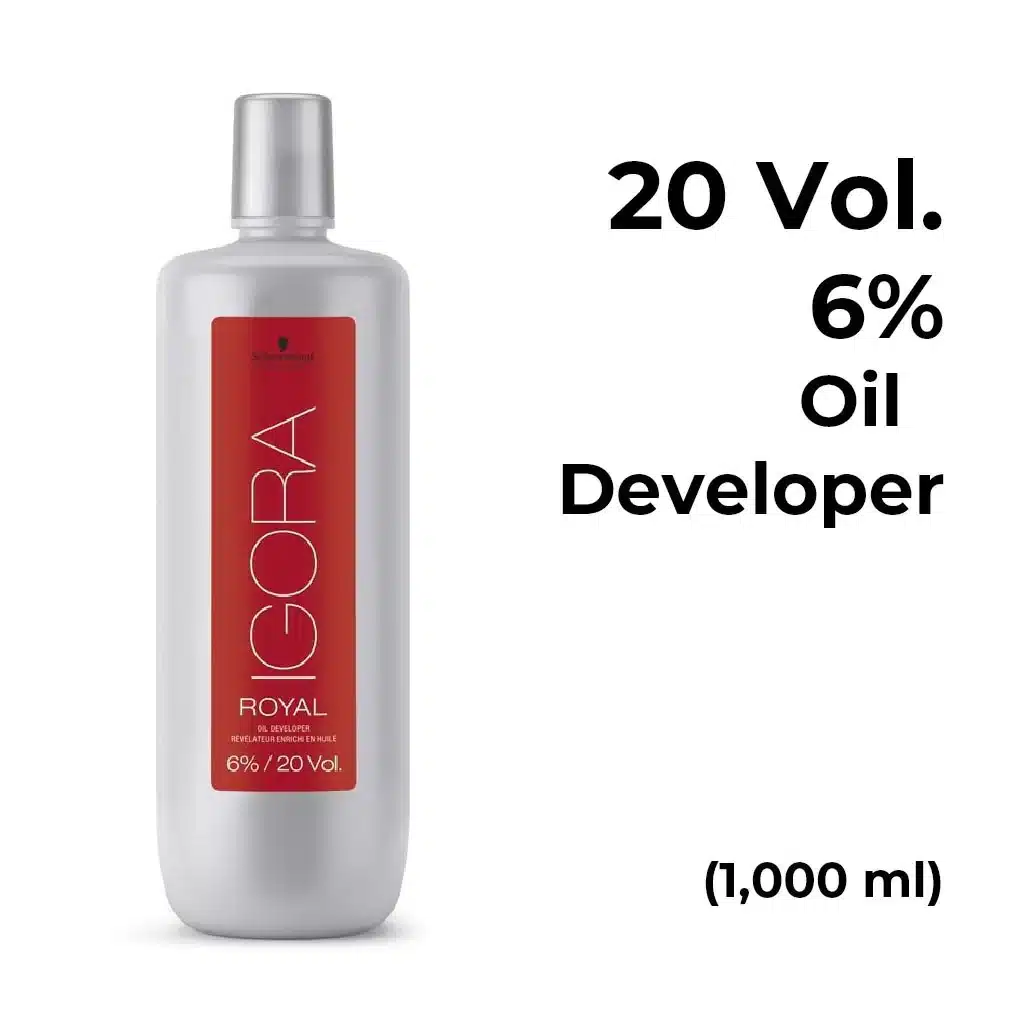 Schwarzkopf
IGORA
ROYAL
OIL DEVELOPER
RÉVÉLATEUR ENRICHI EN HUILE
6% / 20 Vol.
20 Vol.
6%
Oil
Developer
(1,000 ml)